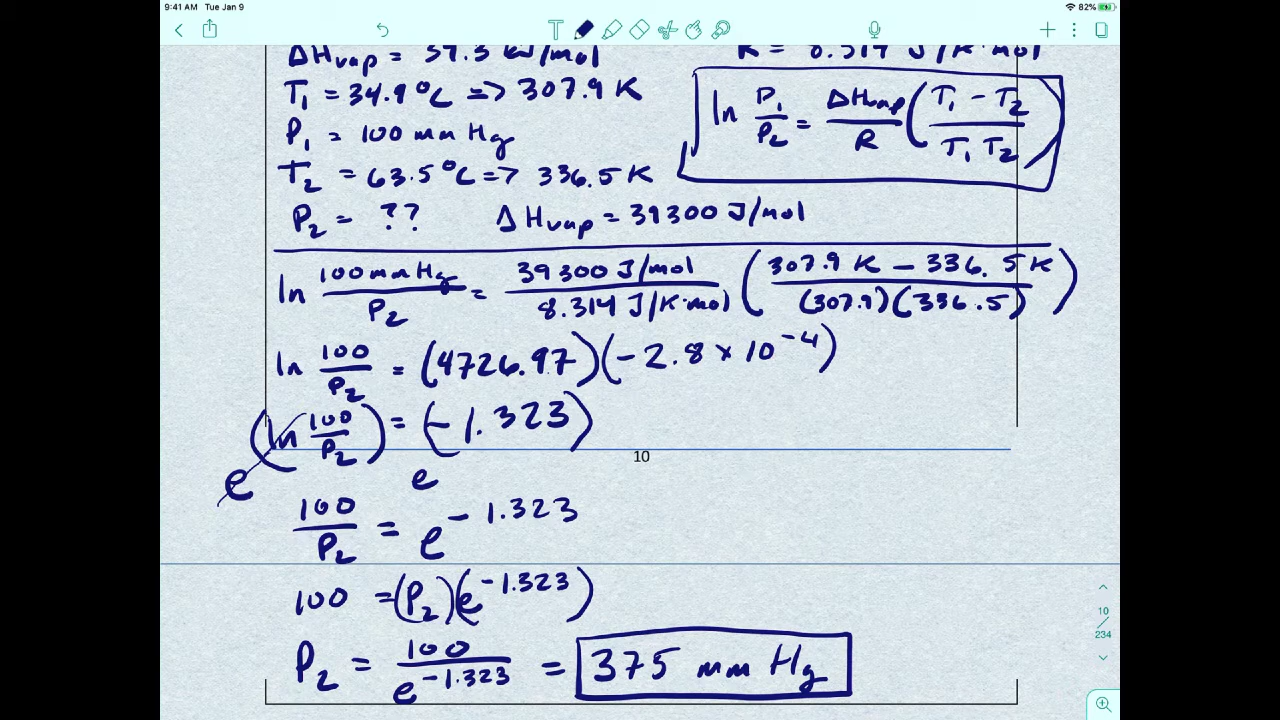 9:41 AM Tue Jan 9
82%
ΔHvap = 39.3 kJ/mol
R = 8.314 J/K·mol
T₁ = 34.9°C => 307.9 K
ln P₁/P₂ = ΔHvap/R (T₁ - T₂ / T₁ T₂)
P₁ = 100 mm Hg
T₂ = 63.5°C => 336.5 K
P₂ = ?? ΔHvap = 39300 J/mol
ln 100 mm Hg/P₂ = 39300 J/mol / 8.314 J/K·mol (307.9 K - 336.5 K / (307.9)(336.5))
ln 100/P₂ = (4726.97)(-2.8 × 10⁻⁴)
e^(ln 100/P₂) = e^(-1.323)
10
100/P₂ = e^-1.323
100 = (P₂)(e^-1.323)
P₂ = 100/e^-1.323 = 375 mm Hg
10
/
234